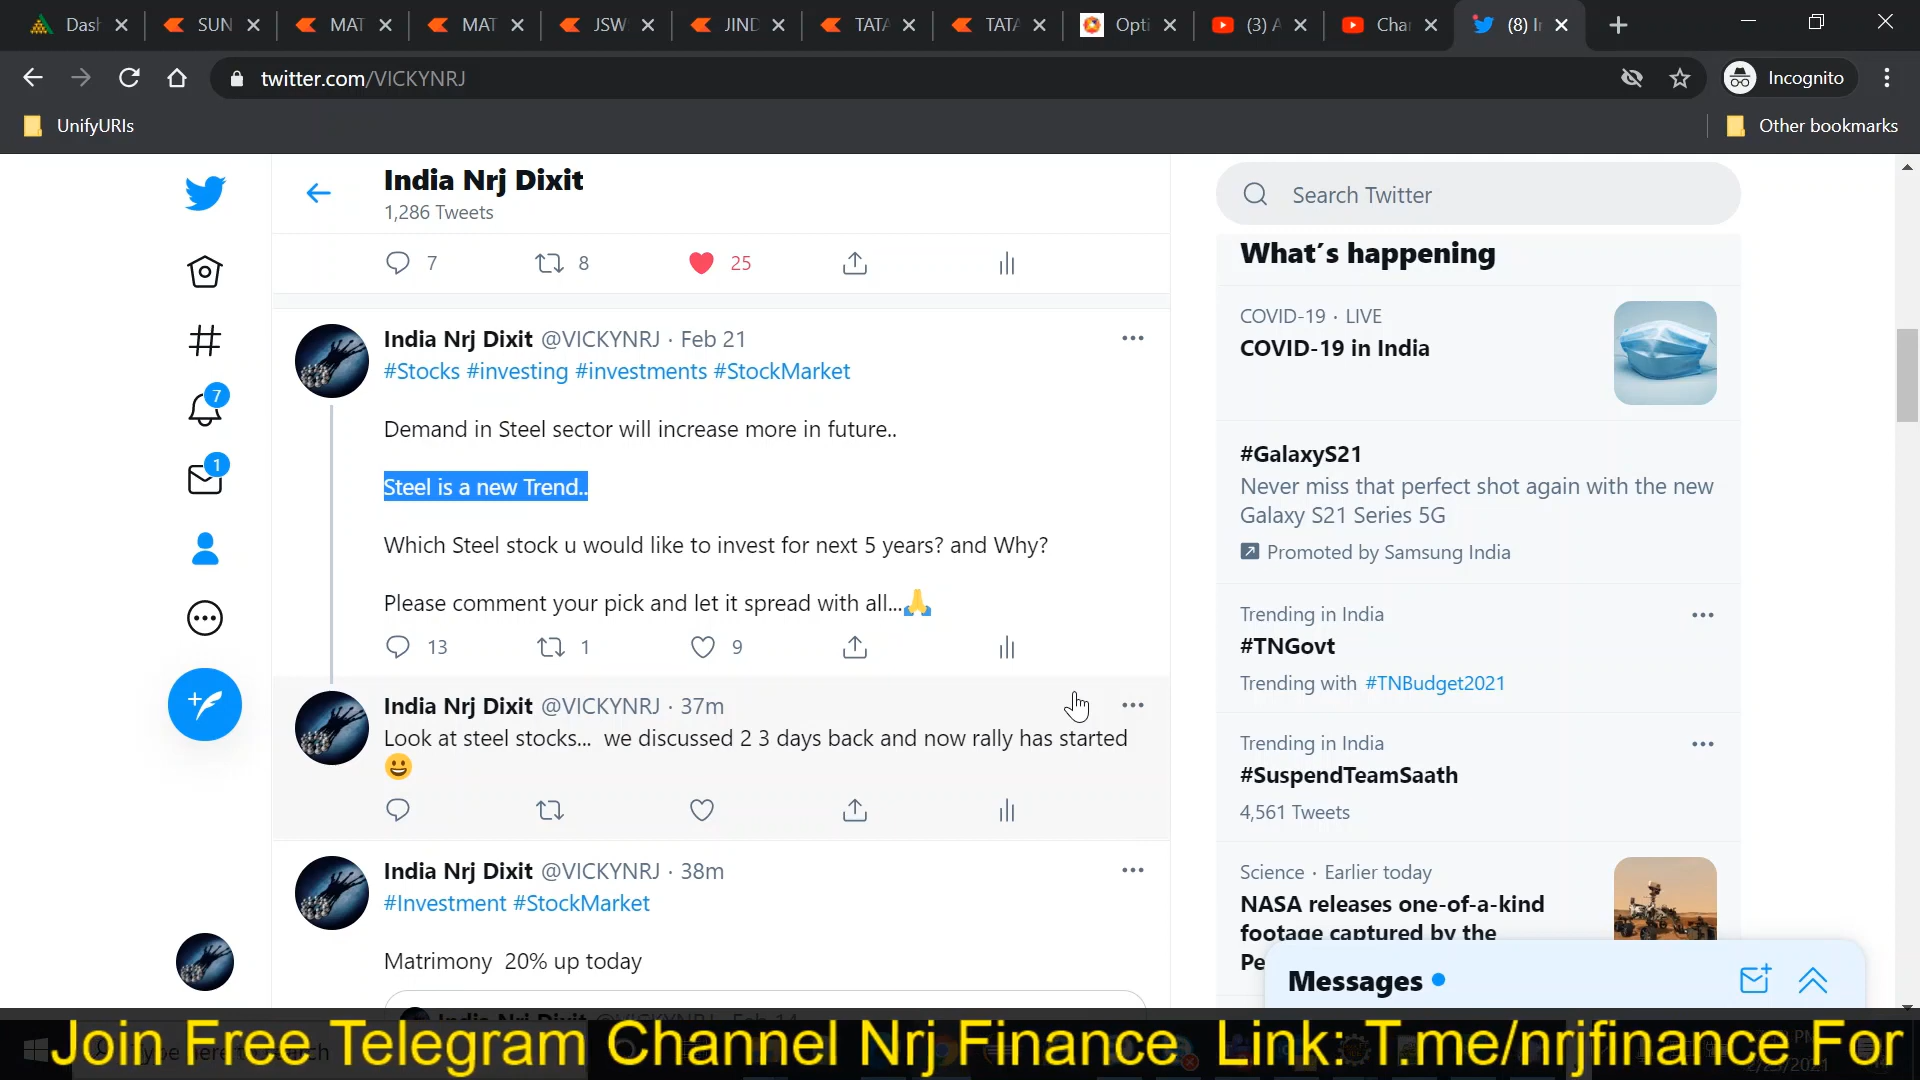 Dash
SUN
MAT
MAT
JSW
JIND
TATA
TATA
Opti
(3) A
Cha
(8) I
twitter.com/VICKYNRJ
Incognito
UnifyURIs
Other bookmarks
India Nrj Dixit
1,286 Tweets
7 8 25
India Nrj Dixit @VICKYNRJ · Feb 21
#Stocks #investing #investments #StockMarket
Demand in Steel sector will increase more in future..
Steel is a new Trend..
Which Steel stock u would like to invest for next 5 years? and Why?
Please comment your pick and let it spread with all...🙏
13 1 9
India Nrj Dixit @VICKYNRJ · 37m
Look at steel stocks... we discussed 2 3 days back and now rally has started
😀
India Nrj Dixit @VICKYNRJ · 38m
#Investment #StockMarket
Matrimony 20% up today
7
1
Search Twitter
What's happening
COVID-19 · LIVE
COVID-19 in India
#GalaxyS21
Never miss that perfect shot again with the new
Galaxy S21 Series 5G
Promoted by Samsung India
Trending in India
#TNGovt
Trending with #TNBudget2021
Trending in India
#SuspendTeamSaath
4,561 Tweets
Science · Earlier today
NASA releases one-of-a-kind
footage captured by the
Pe
Messages
Join Free Telegram Channel Nrj Finance Link: T.me/nrjfinance For